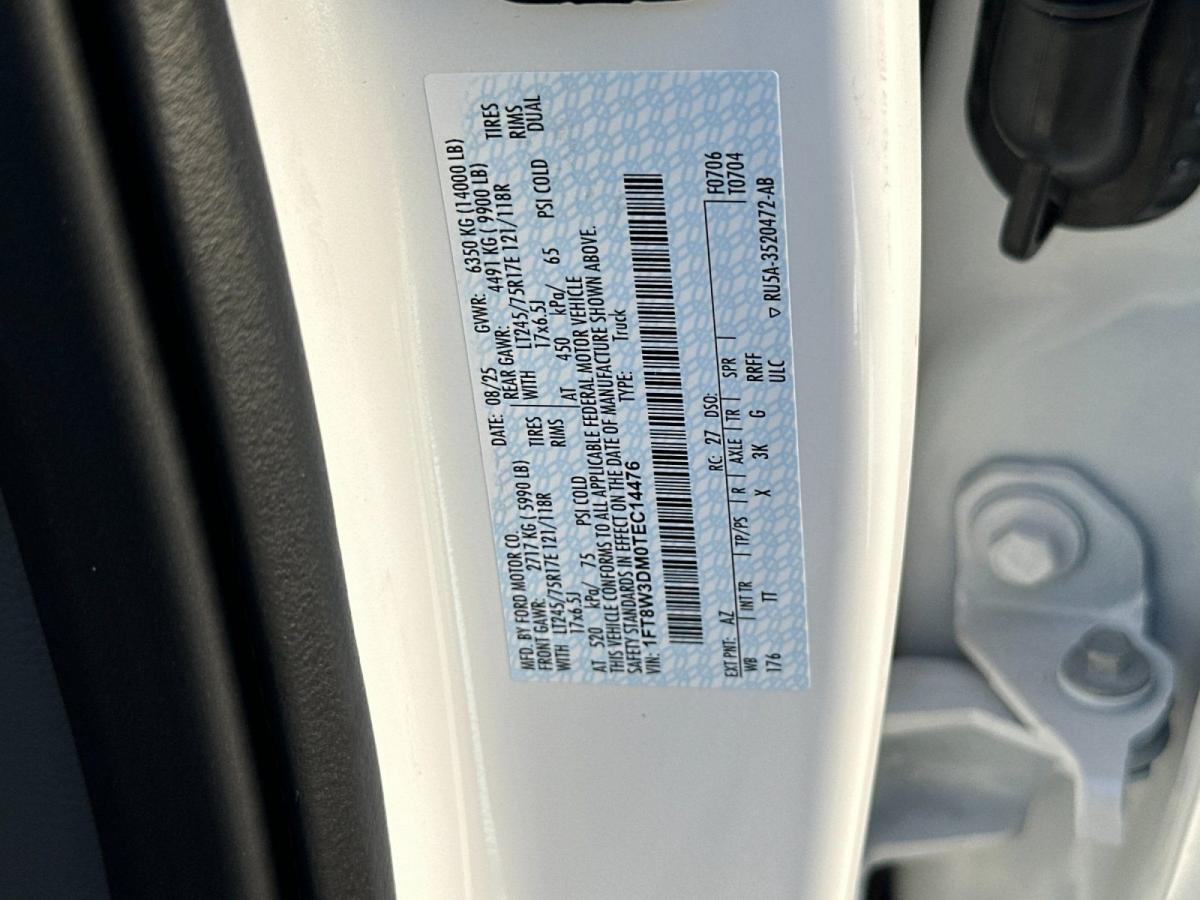 MFD. BY FORD MOTOR CO.
DATE: 08/25 GVWR: 6350 KG (14000 LB)
FRONT GAWR: 2717 KG ( 5990 LB) REAR GAWR: 4491 KG ( 9900 LB)
WITH LT245/75R17E 121/118R TIRES WITH LT245/75R17E 121/118R TIRES
17x6.5J RIMS 17x6.5J RIMS
AT 520 kPa/ 75 PSI COLD AT 450 kPa/ 65 PSI COLD DUAL
THIS VEHICLE CONFORMS TO ALL APPLICABLE FEDERAL MOTOR VEHICLE
SAFETY STANDARDS IN EFFECT ON THE DATE OF MANUFACTURE SHOWN ABOVE.
VIN: 1FT8W3DM0TEC14476 TYPE: Truck
EXT PNT: AZ RC: 27 DSO: F0706
WB INT TR TP/PS R AXLE TR SPR T0704
176 TT X 3K G RRFF
ULC ▽ RU5A-3520472-AB